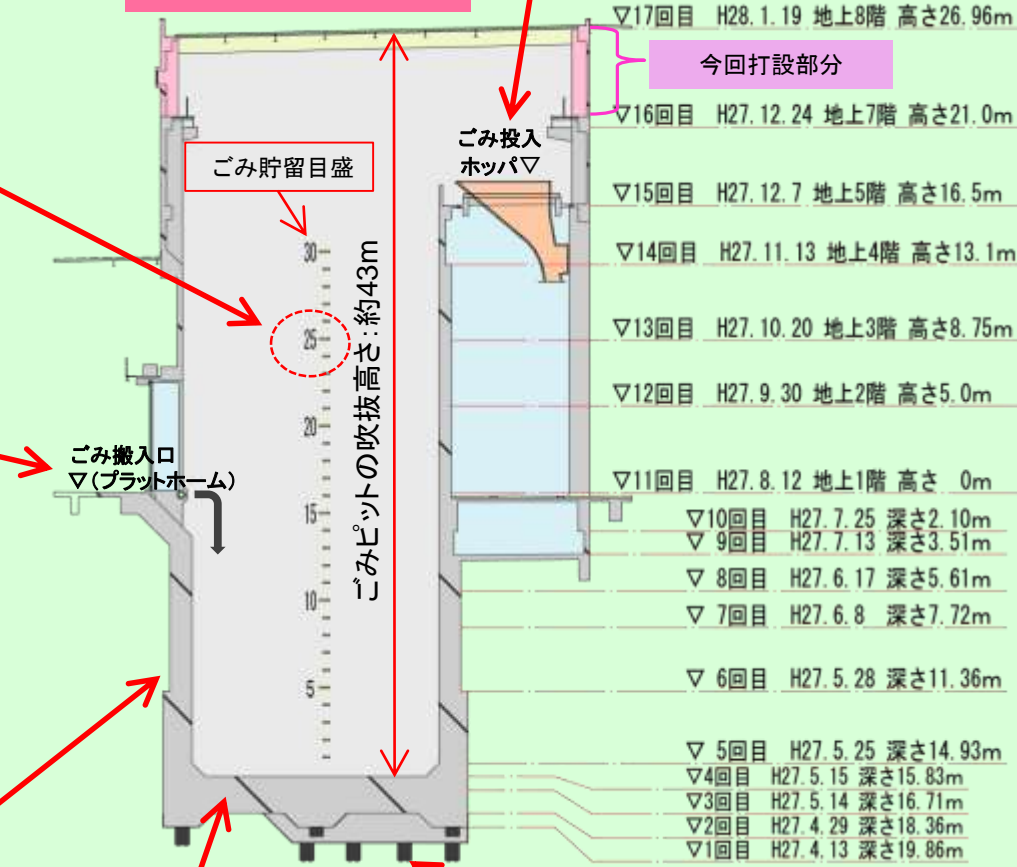 ▽17回目 H28.1.19 地上8階 高さ26.96m
今回打設部分
▽16回目 H27.12.24 地上7階 高さ21.0m
ごみ投入
ホッパ▽
ごみ貯留目盛
▽15回目 H27.12.7 地上5階 高さ16.5m
▽14回目 H27.11.13 地上4階 高さ13.1m
▽13回目 H27.10.20 地上3階 高さ8.75m
▽12回目 H27.9.30 地上2階 高さ5.0m
▽11回目 H27.8.12 地上1階 高さ 0m
▽10回目 H27.7.25 深さ2.10m
▽ 9回目 H27.7.13 深さ3.51m
▽ 8回目 H27.6.17 深さ5.61m
▽ 7回目 H27.6.8 深さ7.72m
▽ 6回目 H27.5.28 深さ11.36m
▽ 5回目 H27.5.25 深さ14.93m
▽4回目 H27.5.15 深さ15.83m
▽3回目 H27.5.14 深さ16.71m
▽2回目 H27.4.29 深さ18.36m
▽1回目 H27.4.13 深さ19.86m
30
25
20
15
10
5
ごみピットの吹抜高さ:約43m
ごみ搬入口
▽(プラットホーム)